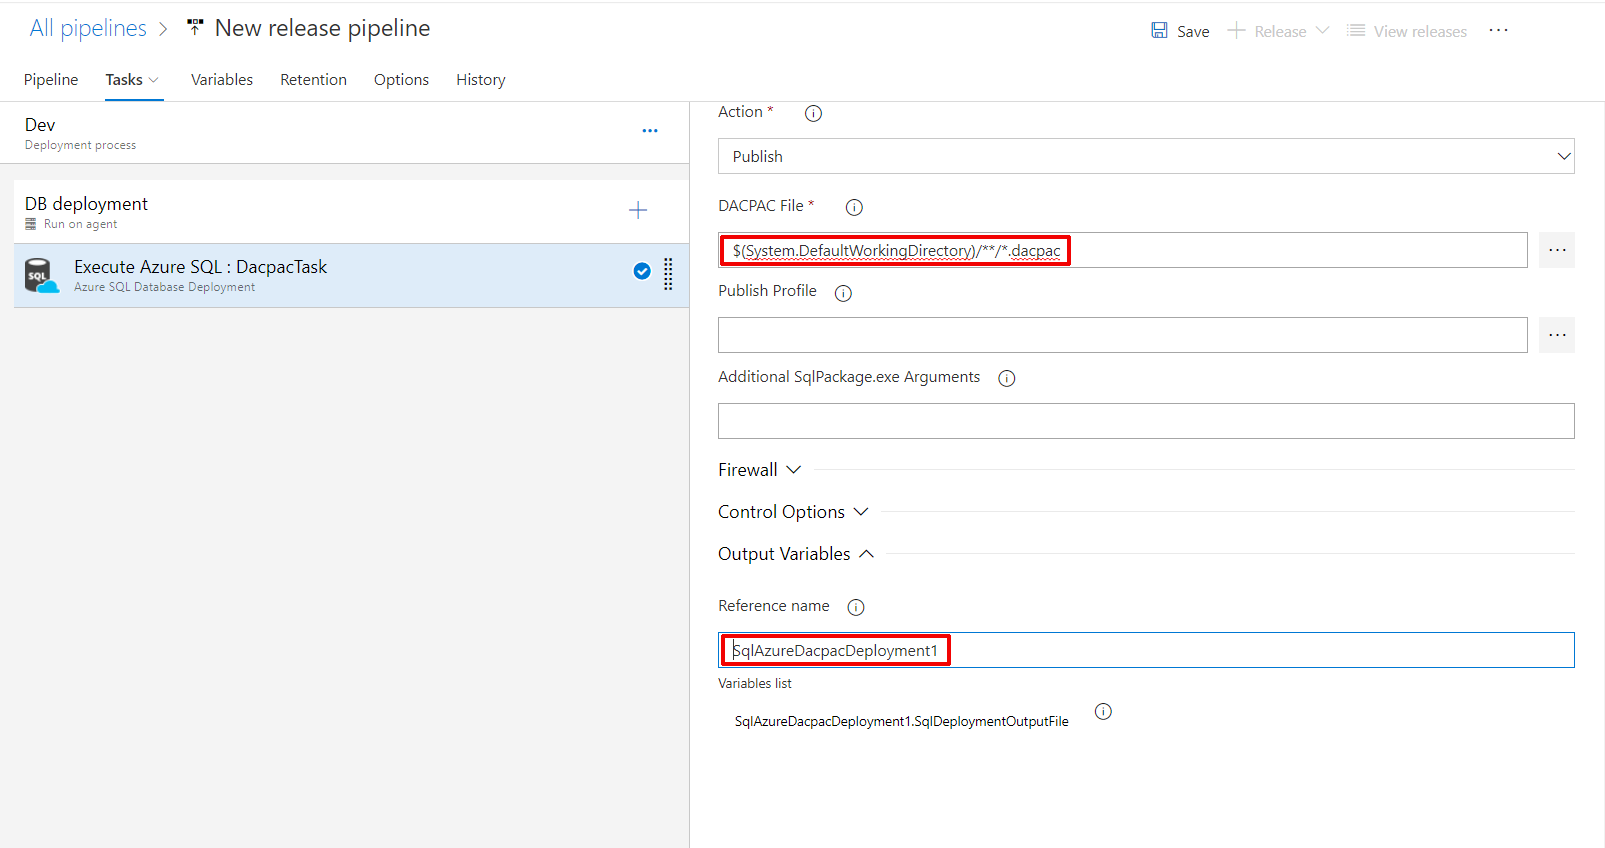 All pipelines > New release pipeline
Save Release View releases ...
Pipeline Tasks Variables Retention Options History
Dev
Deployment process
DB deployment
Run on agent
SQL
Execute Azure SQL : DacpacTask
Azure SQL Database Deployment
Action *
Publish
DACPAC File *
$(System.DefaultWorkingDirectory)/**/*.dacpac
Publish Profile
Additional SqlPackage.exe Arguments
Firewall
Control Options
Output Variables
Reference name
SqlAzureDacpacDeployment1
Variables list
SqlAzureDacpacDeployment1.SqlDeploymentOutputFile